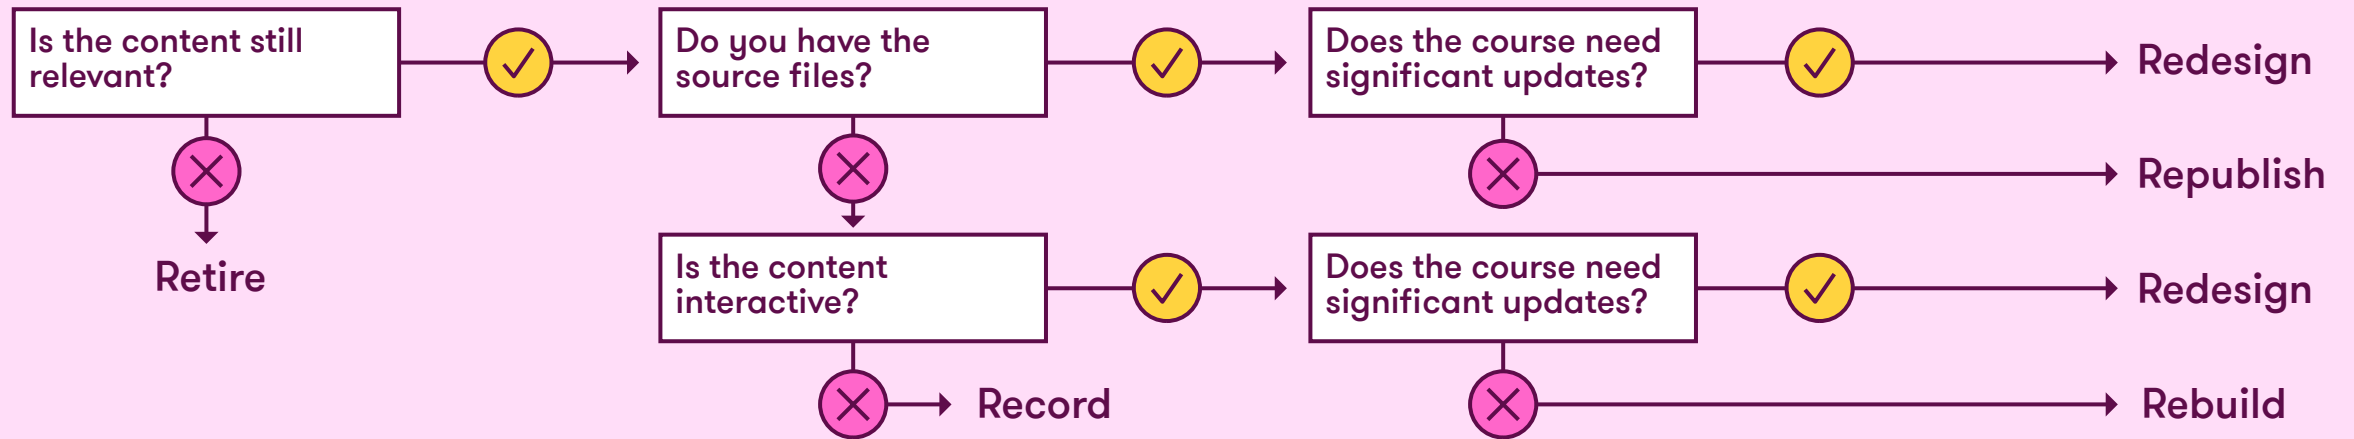 Is the content still
relevant?
Do you have the
source files?
Does the course need
significant updates?
Redesign
Republish
Retire
Is the content
interactive?
Does the course need
significant updates?
Redesign
Record
Rebuild